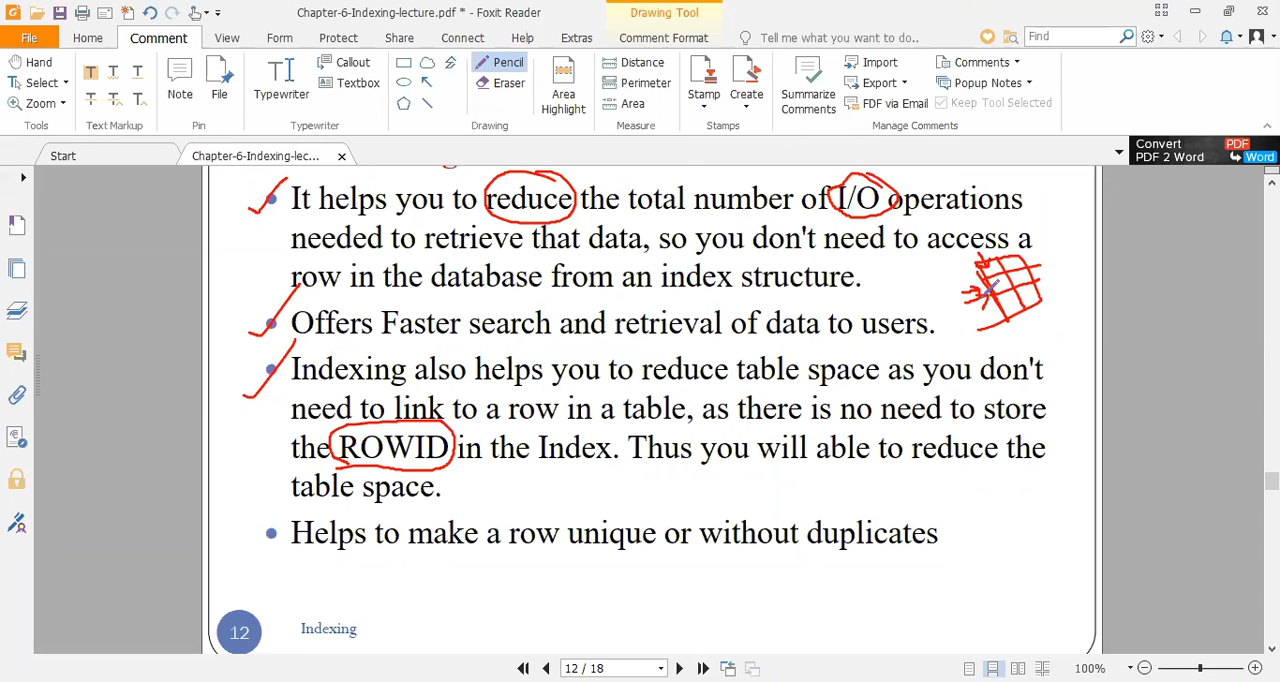 Chapter-6-Indexing-lecture.pdf * - Foxit Reader
Drawing Tool
File Home Comment View Form Protect Share Connect Help Extras Comment Format Tell me what you want to do.. Find
Hand
Select
Zoom
Tools
Text Markup
Note
File
Pin
Typewriter
Callout
Textbox
Typewriter
Pencil
Eraser
Drawing
Area
Highlight
Distance
Perimeter
Area
Measure
Stamp
Create
Stamps
Summarize
Comments
Import
Export
FDF via Email
Comments
Popup Notes
Keep Tool Selected
Manage Comments
Start
Chapter-6-Indexing-lec...
Convert PDF
PDF 2 Word Word
It helps you to reduce the total number of I/O operations
needed to retrieve that data, so you don't need to access a
row in the database from an index structure.
Offers Faster search and retrieval of data to users.
Indexing also helps you to reduce table space as you don't
need to link to a row in a table, as there is no need to store
the ROWID in the Index. Thus you will able to reduce the
table space.
Helps to make a row unique or without duplicates
12 Indexing
12 / 18
100%